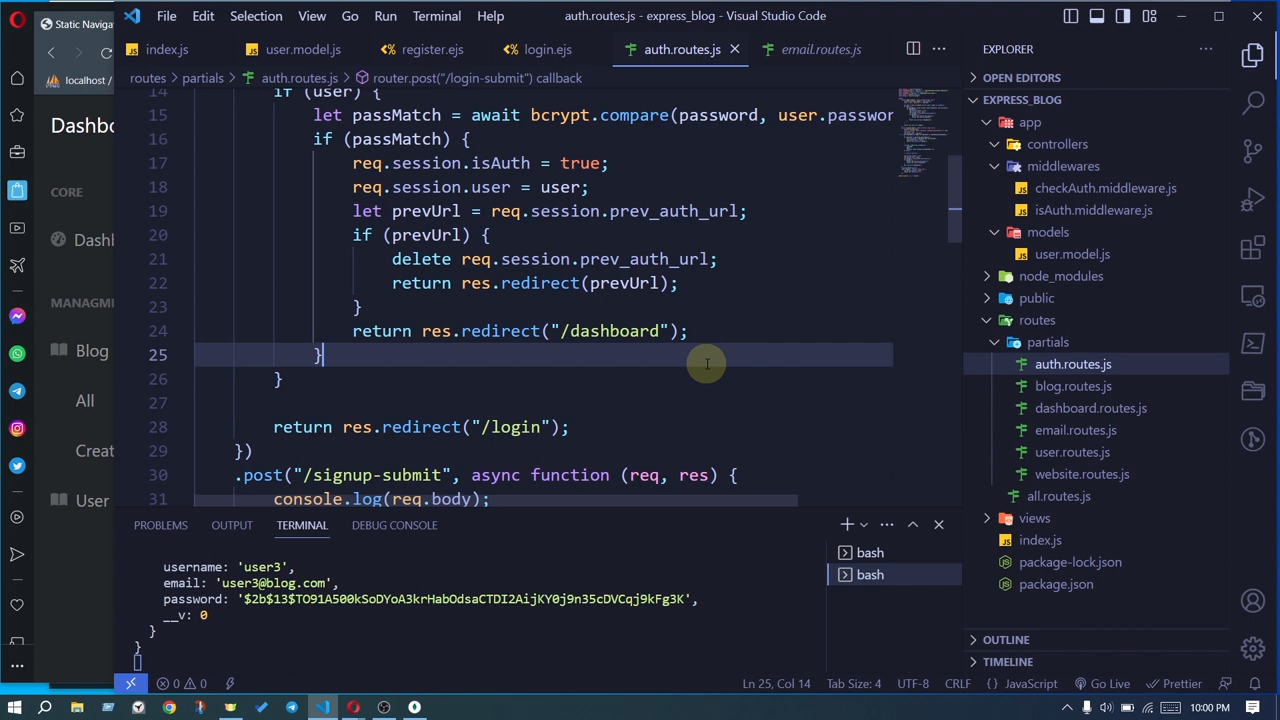 File Edit Selection View Go Run Terminal Help
auth.routes.js - express_blog - Visual Studio Code
Static Naviga
localhost /
Dashbo
CORE
Dashb
MANAGME
Blog
All
Creat
User
index.js user.model.js register.ejs login.ejs auth.routes.js email.routes.js
routes partials auth.routes.js router.post("/login-submit") callback
14 if (user) {
15 let passMatch = await bcrypt.compare(password, user.passwor
16 if (passMatch) {
17 req.session.isAuth = true;
18 req.session.user = user;
19 let prevUrl = req.session.prev_auth_url;
20 if (prevUrl) {
21 delete req.session.prev_auth_url;
22 return res.redirect(prevUrl);
23 }
24 return res.redirect("/dashboard");
25 }
26 }
27
28 return res.redirect("/login");
29 })
30 .post("/signup-submit", async function (req, res) {
31 console.log(req.body);
PROBLEMS OUTPUT TERMINAL DEBUG CONSOLE
username: 'user3',
email: 'user3@blog.com',
password: '$2b$13$TO91A500kSoDYoA3krHabOdsaCTDI2AijKY0j9n35cDVCqj9kFg3K',
__v: 0
}
}
bash
bash
EXPLORER
OPEN EDITORS
EXPRESS_BLOG
app
controllers
middlewares
checkAuth.middleware.js
isAuth.middleware.js
models
user.model.js
node_modules
public
routes
partials
auth.routes.js
blog.routes.js
dashboard.routes.js
email.routes.js
user.routes.js
website.routes.js
all.routes.js
views
index.js
package-lock.json
package.json
OUTLINE
TIMELINE
0 0
Ln 25, Col 14 Tab Size: 4 UTF-8 CRLF { } JavaScript Go Live Prettier
10:00 PM